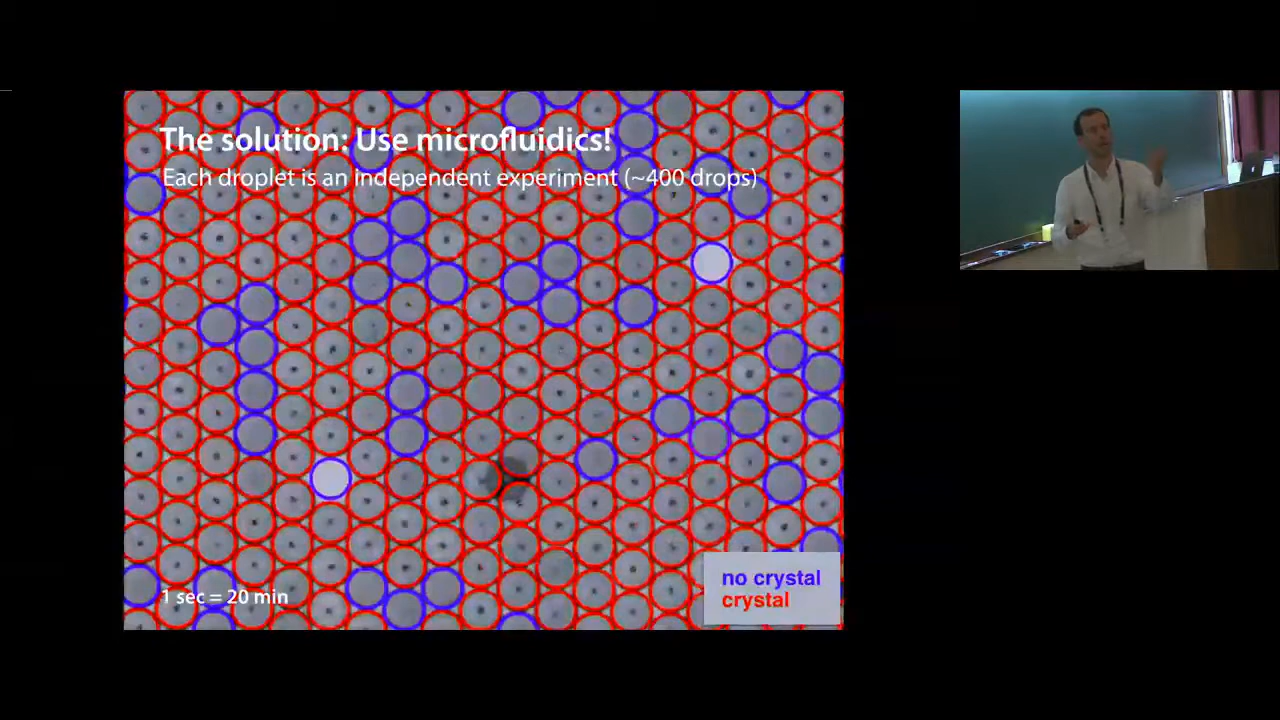 The solution: Use microfluidics!
Each droplet is an independent experiment (~400 drops)
1 sec = 20 min
no crystal
crystal